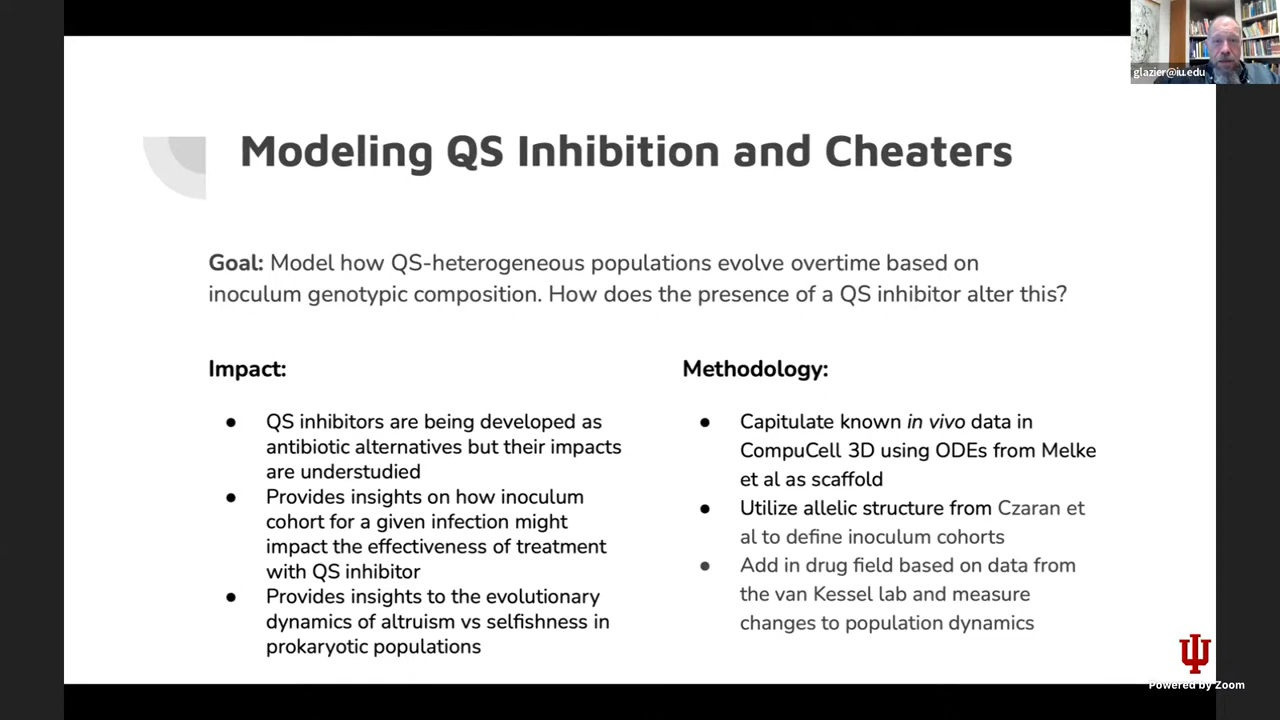 glazier@iu.edu
Modeling QS Inhibition and Cheaters
Goal: Model how QS-heterogeneous populations evolve overtime based on
inoculum genotypic composition. How does the presence of a QS inhibitor alter this?
Impact:
● QS inhibitors are being developed as
antibiotic alternatives but their impacts
are understudied
● Provides insights on how inoculum
cohort for a given infection might
impact the effectiveness of treatment
with QS inhibitor
● Provides insights to the evolutionary
dynamics of altruism vs selfishness in
prokaryotic populations
Methodology:
● Capitulate known in vivo data in
CompuCell 3D using ODEs from Melke
et al as scaffold
● Utilize allelic structure from Czaran et
al to define inoculum cohorts
● Add in drug field based on data from
the van Kessel lab and measure
changes to population dynamics
Powered by Zoom